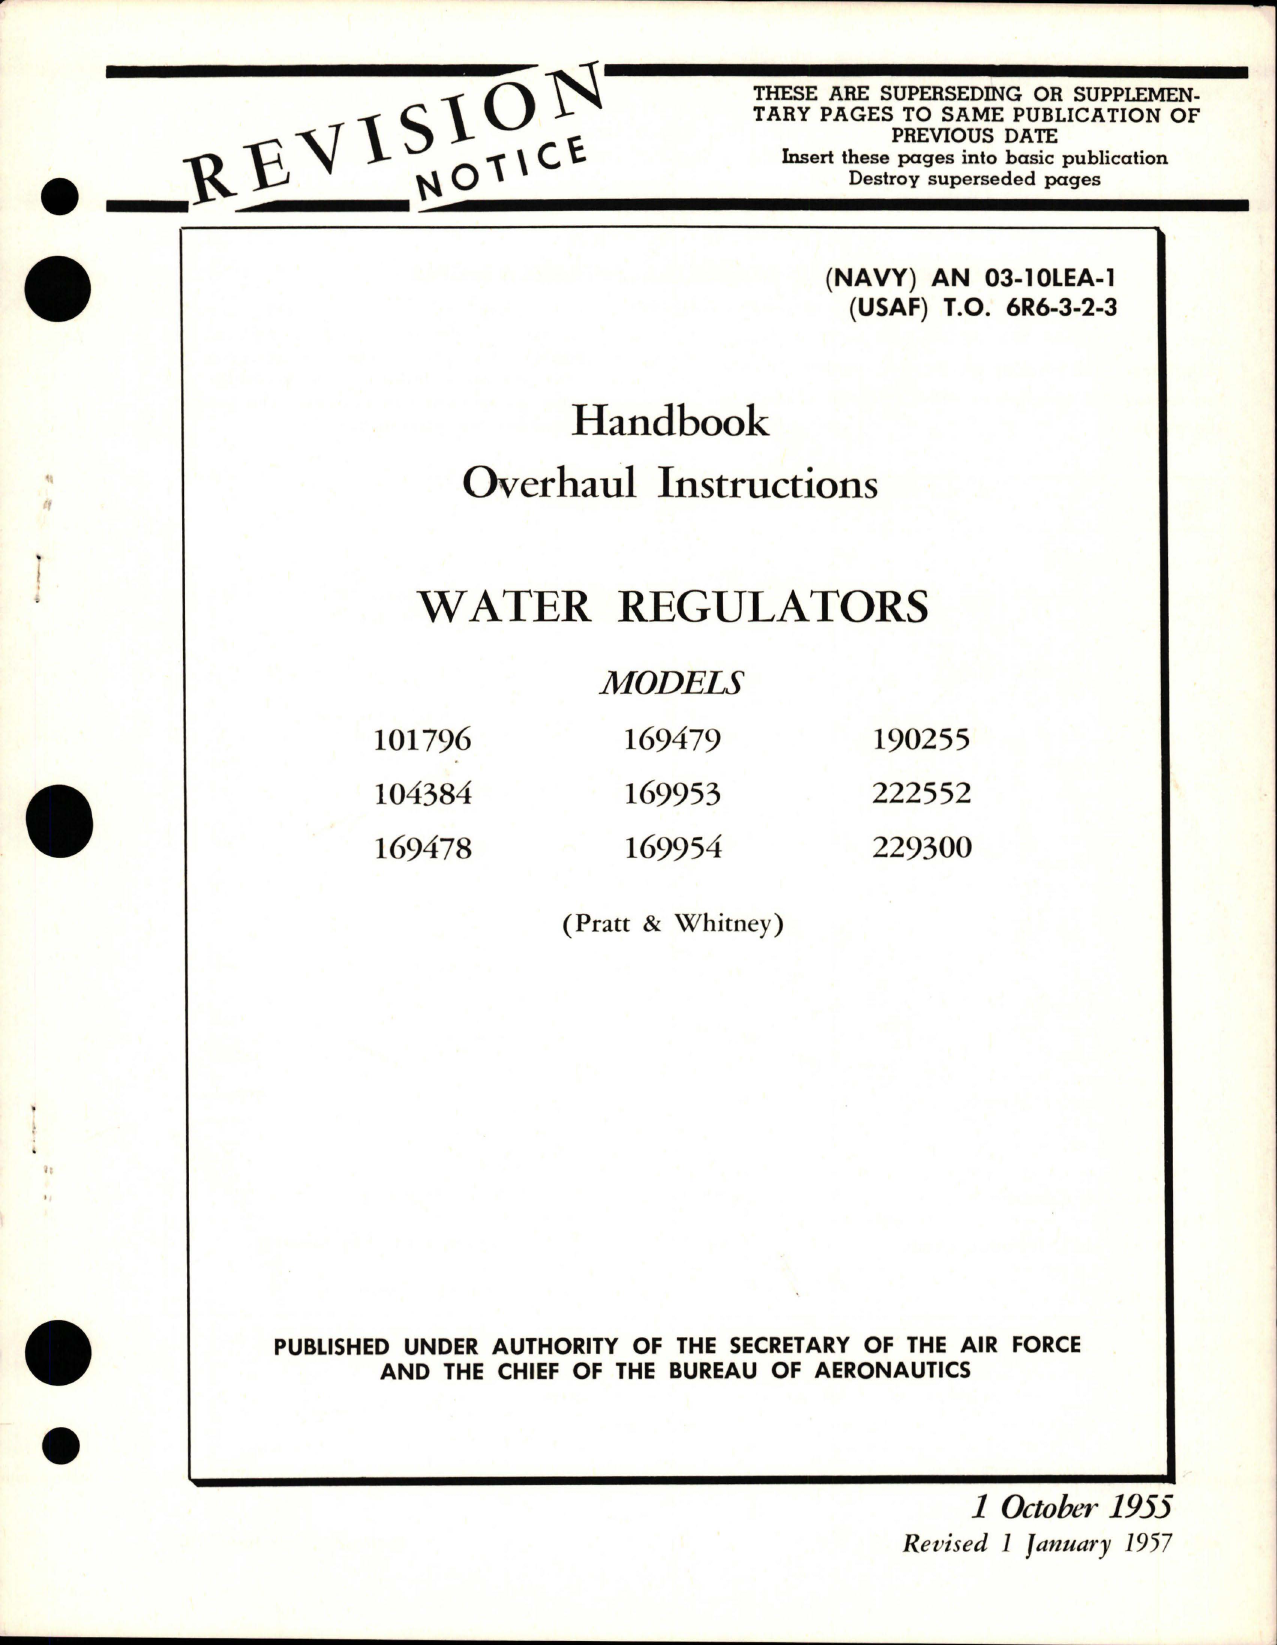 REVISION
NOTICE
THESE ARE SUPERSEDING OR SUPPLEMEN-
TARY PAGES TO SAME PUBLICATION OF
PREVIOUS DATE
Insert these pages into basic publication
Destroy superseded pages
(NAVY) AN 03-10LEA-1
(USAF) T.O. 6R6-3-2-3
Handbook
Overhaul Instructions
WATER REGULATORS
MODELS
101796 169479 190255
104384 169953 222552
169478 169954 229300
(Pratt & Whitney)
PUBLISHED UNDER AUTHORITY OF THE SECRETARY OF THE AIR FORCE
AND THE CHIEF OF THE BUREAU OF AERONAUTICS
1 October 1955
Revised 1 January 1957